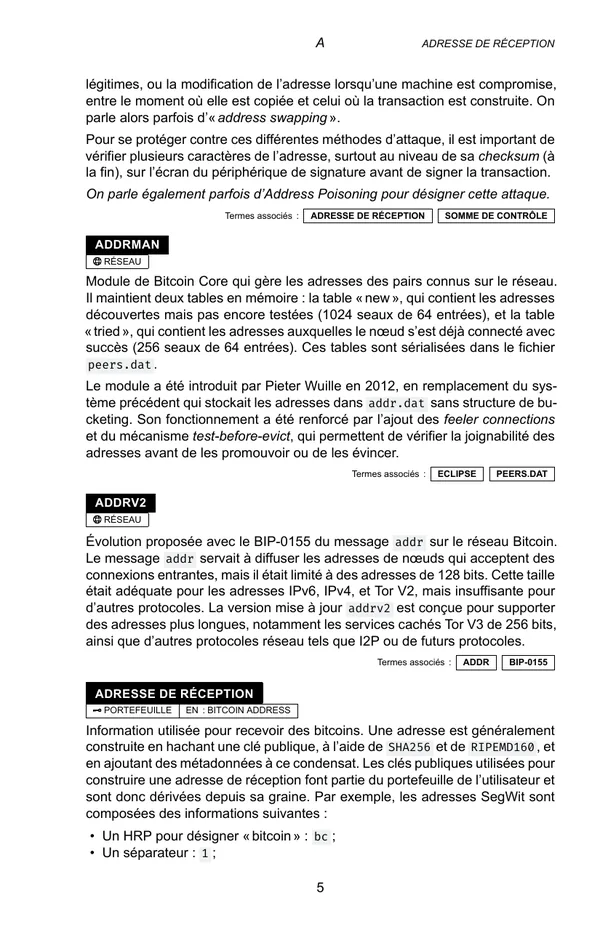 A
ADRESSE DE RÉCEPTION
légitimes, ou la modification de l'adresse lorsqu'une machine est compromise,
entre le moment où elle est copiée et celui où la transaction est construite. On
parle alors parfois d'« address swapping ».
Pour se protéger contre ces différentes méthodes d'attaque, il est important de
vérifier plusieurs caractères de l'adresse, surtout au niveau de sa checksum (à
la fin), sur l'écran du périphérique de signature avant de signer la transaction.
On parle également parfois d'Address Poisoning pour désigner cette attaque.
Termes associés : ADRESSE DE RÉCEPTION SOMME DE CONTRÔLE
ADDRMAN
RÉSEAU
Module de Bitcoin Core qui gère les adresses des pairs connus sur le réseau.
Il maintient deux tables en mémoire : la table « new », qui contient les adresses
découvertes mais pas encore testées (1024 seaux de 64 entrées), et la table
« tried », qui contient les adresses auxquelles le nœud s'est déjà connecté avec
succès (256 seaux de 64 entrées). Ces tables sont sérialisées dans le fichier
peers.dat.
Le module a été introduit par Pieter Wuille en 2012, en remplacement du sys-
tème précédent qui stockait les adresses dans addr.dat sans structure de bu-
cketing. Son fonctionnement a été renforcé par l'ajout des feeler connections
et du mécanisme test-before-evict, qui permettent de vérifier la joignabilité des
adresses avant de les promouvoir ou de les évincer.
Termes associés : ECLIPSE PEERS.DAT
ADDRV2
RÉSEAU
Évolution proposée avec le BIP-0155 du message addr sur le réseau Bitcoin.
Le message addr servait à diffuser les adresses de nœuds qui acceptent des
connexions entrantes, mais il était limité à des adresses de 128 bits. Cette taille
était adéquate pour les adresses IPv6, IPv4, et Tor V2, mais insuffisante pour
d'autres protocoles. La version mise à jour addrv2 est conçue pour supporter
des adresses plus longues, notamment les services cachés Tor V3 de 256 bits,
ainsi que d'autres protocoles réseau tels que I2P ou de futurs protocoles.
Termes associés : ADDR BIP-0155
ADRESSE DE RÉCEPTION
PORTEFEUILLE EN : BITCOIN ADDRESS
Information utilisée pour recevoir des bitcoins. Une adresse est généralement
construite en hachant une clé publique, à l'aide de SHA256 et de RIPEMD160, et
en ajoutant des métadonnées à ce condensat. Les clés publiques utilisées pour
construire une adresse de réception font partie du portefeuille de l'utilisateur et
sont donc dérivées depuis sa graine. Par exemple, les adresses SegWit sont
composées des informations suivantes :
• Un HRP pour désigner « bitcoin » : bc ;
• Un séparateur : 1 ;
5